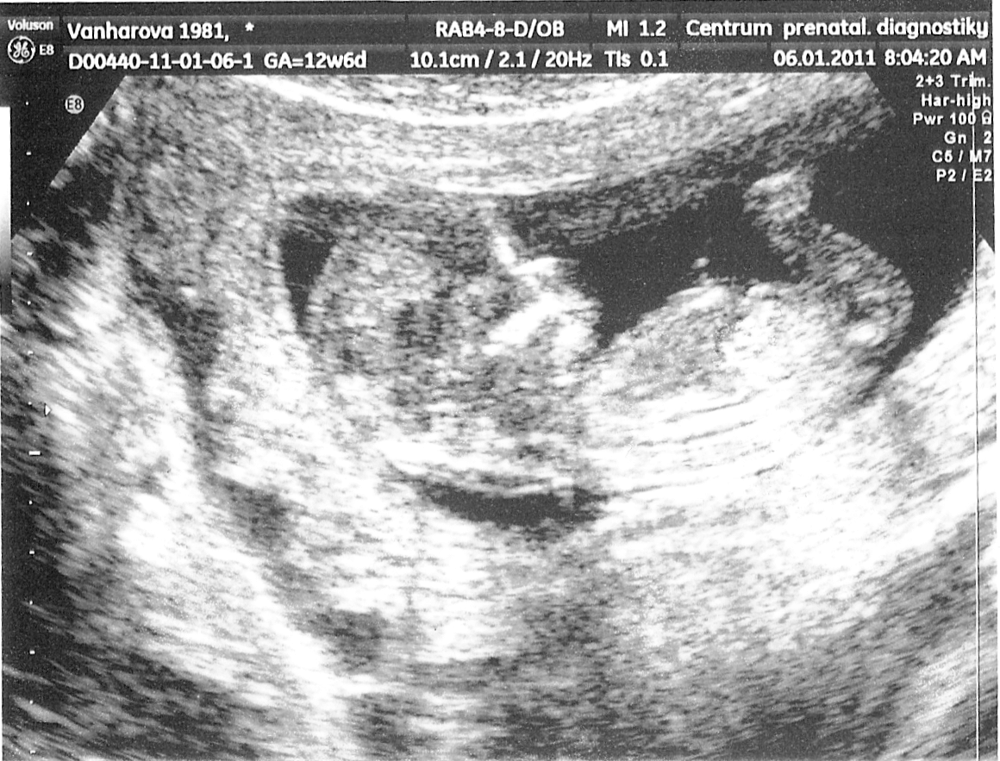 Voluson
E8
Vanharova 1981, *
RAB4-8-D/OB
MI 1.2
Centrum prenatal. diagnostiky
D00440-11-01-06-1 GA=12w6d
10.1cm / 2.1 / 20Hz
TIs 0.1
06.01.2011 8:04:20 AM
2+3 Trim.
Har-high
Pwr 100
Gn 2
C5 / M7
P2 / E2
E8